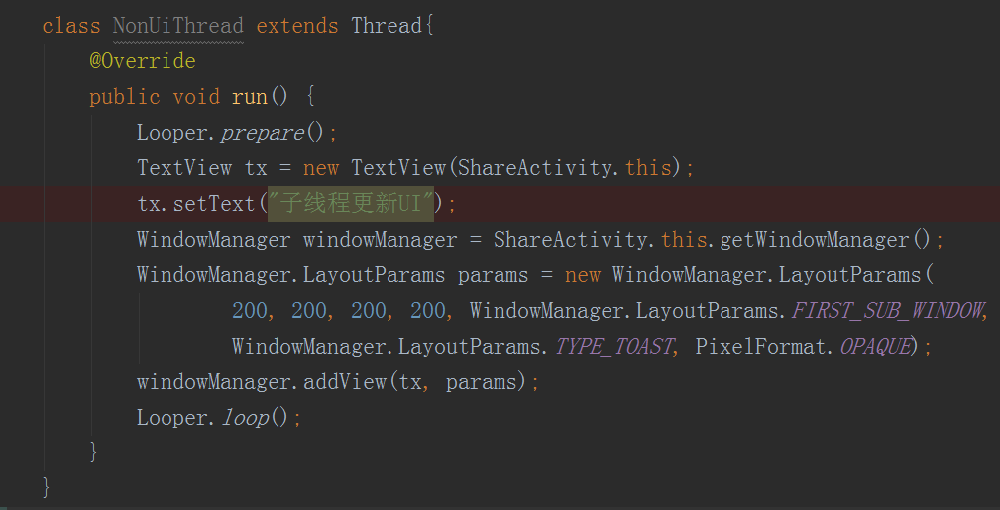 class NonUiThread extends Thread{
@Override
public void run() {
Looper.prepare();
TextView tx = new TextView(ShareActivity.this);
tx.setText("子线程更新UI");
WindowManager windowManager = ShareActivity.this.getWindowManager();
WindowManager.LayoutParams params = new WindowManager.LayoutParams(
200, 200, 200, 200, WindowManager.LayoutParams.FIRST_SUB_WINDOW,
WindowManager.LayoutParams.TYPE_TOAST, PixelFormat.OPAQUE);
windowManager.addView(tx, params);
Looper.loop();
}
}